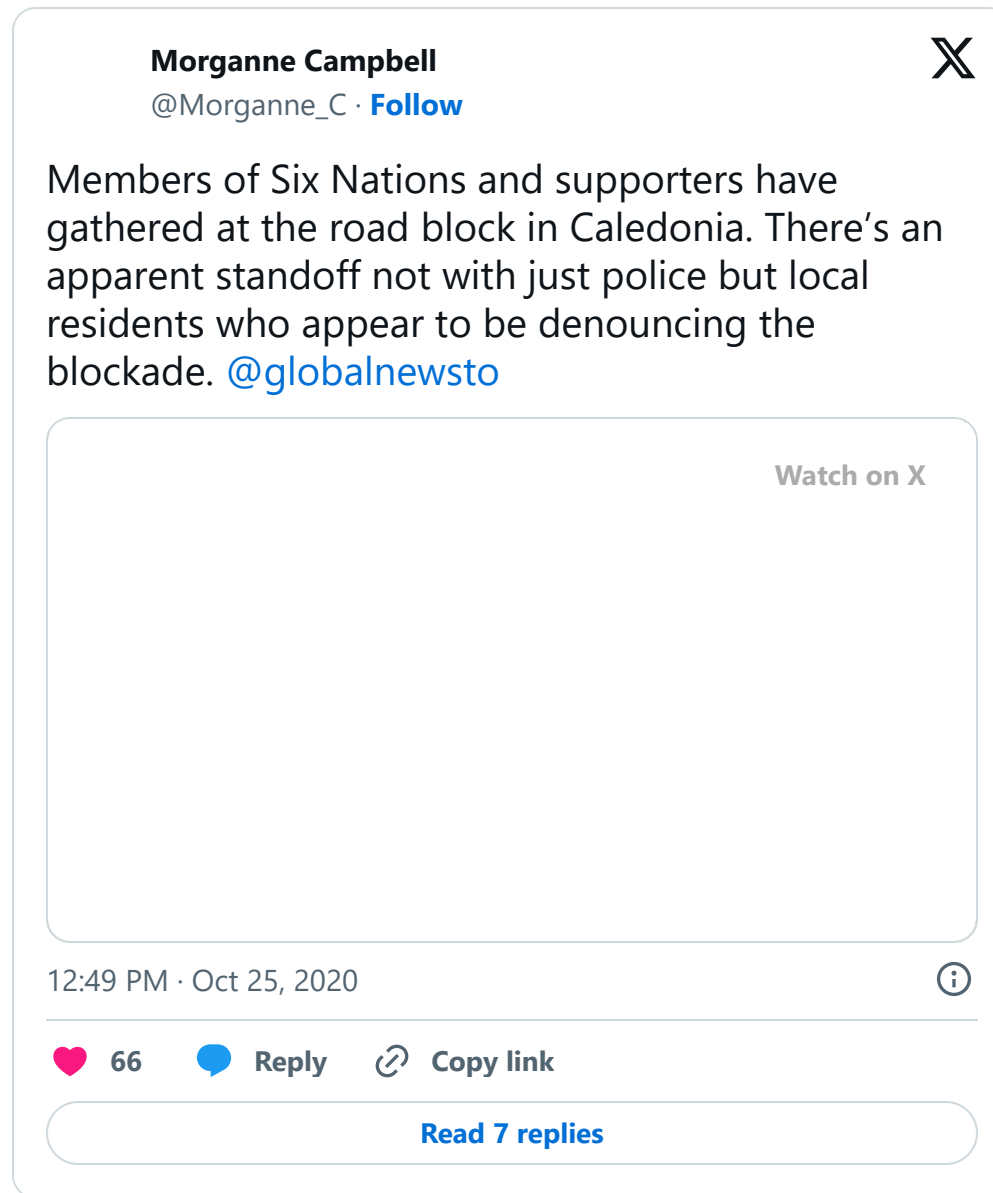 Morganne Campbell
@Morganne_C · Follow
Members of Six Nations and supporters have
gathered at the road block in Caledonia. There’s an
apparent standoff not with just police but local
residents who appear to be denouncing the
blockade. @globalnewsto
Watch on X
12:49 PM · Oct 25, 2020
66 Reply Copy link
Read 7 replies